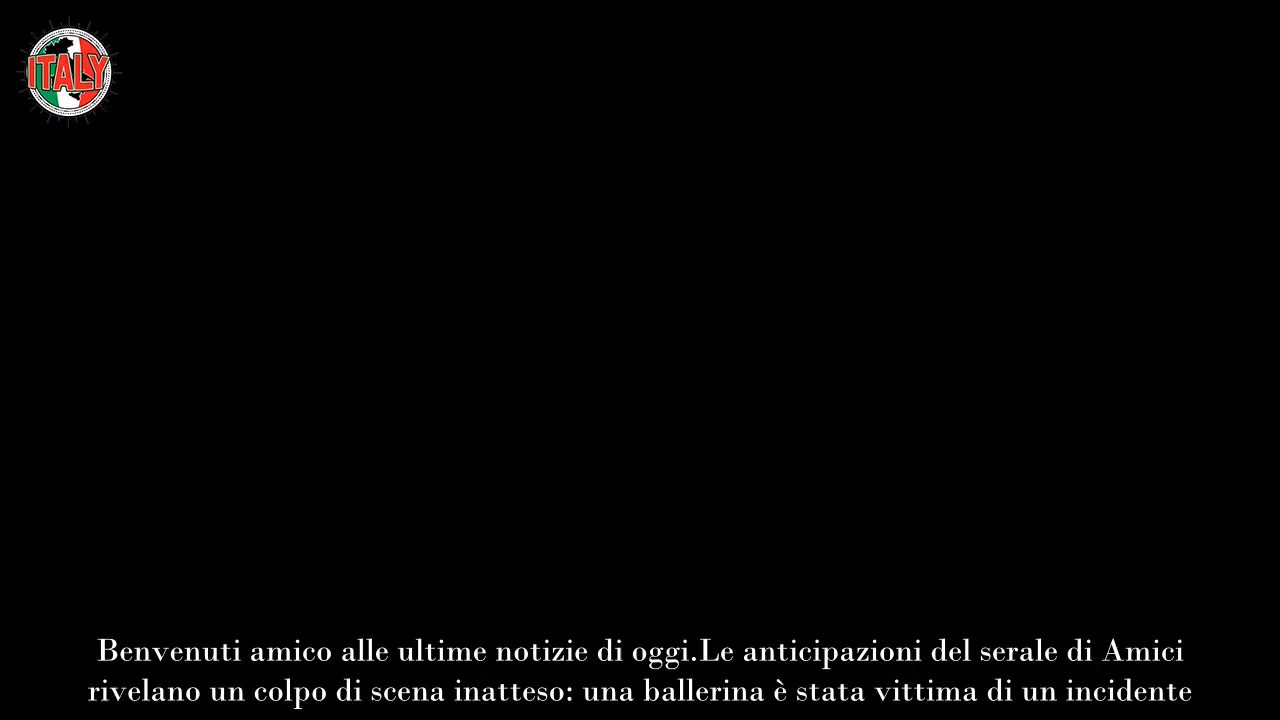 ITALY
Benvenuti amico alle ultime notizie di oggi.Le anticipazioni del serale di Amici
rivelano un colpo di scena inatteso: una ballerina è stata vittima di un incidente